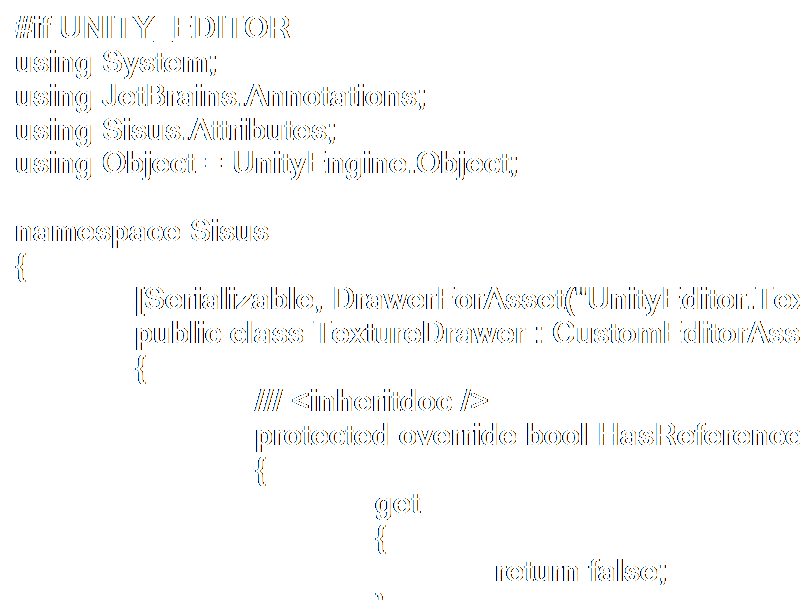 #if UNITY_EDITOR
using System;
using JetBrains.Annotations;
using Sisus.Attributes;
using Object = UnityEngine.Object;
namespace Sisus
{
[Serializable, DrawerForAsset("UnityEditor.Tex
public class TextureDrawer : CustomEditorAss
{
/// <inheritdoc />
protected override bool HasReference
{
get
{
return false;
}